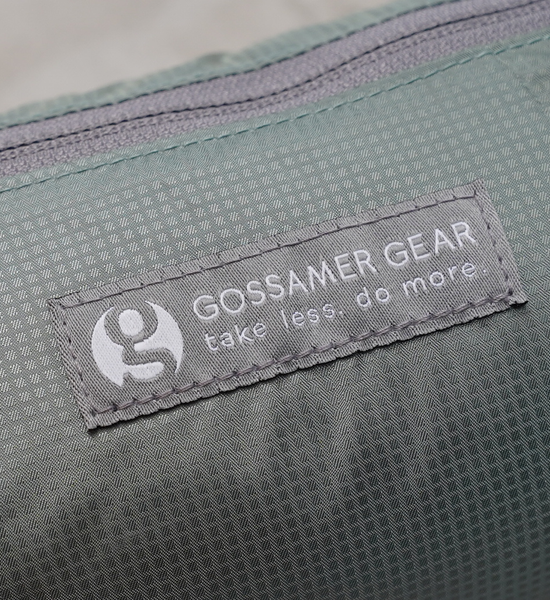 g
GOSSAMER GEAR
take less. do more.